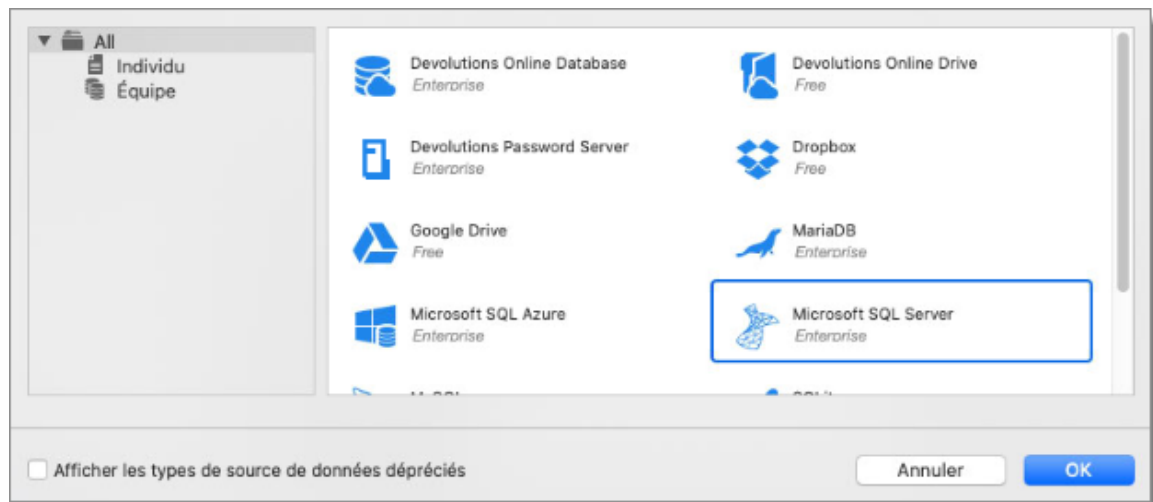 All
Individu
Équipe
Devolutions Online Database
Enterprise
Devolutions Online Drive
Free
Devolutions Password Server
Enterprise
Dropbox
Free
Google Drive
Free
MariaDB
Enterprise
Microsoft SQL Azure
Enterprise
Microsoft SQL Server
Enterprise
Afficher les types de source de données dépréciés
Annuler
OK